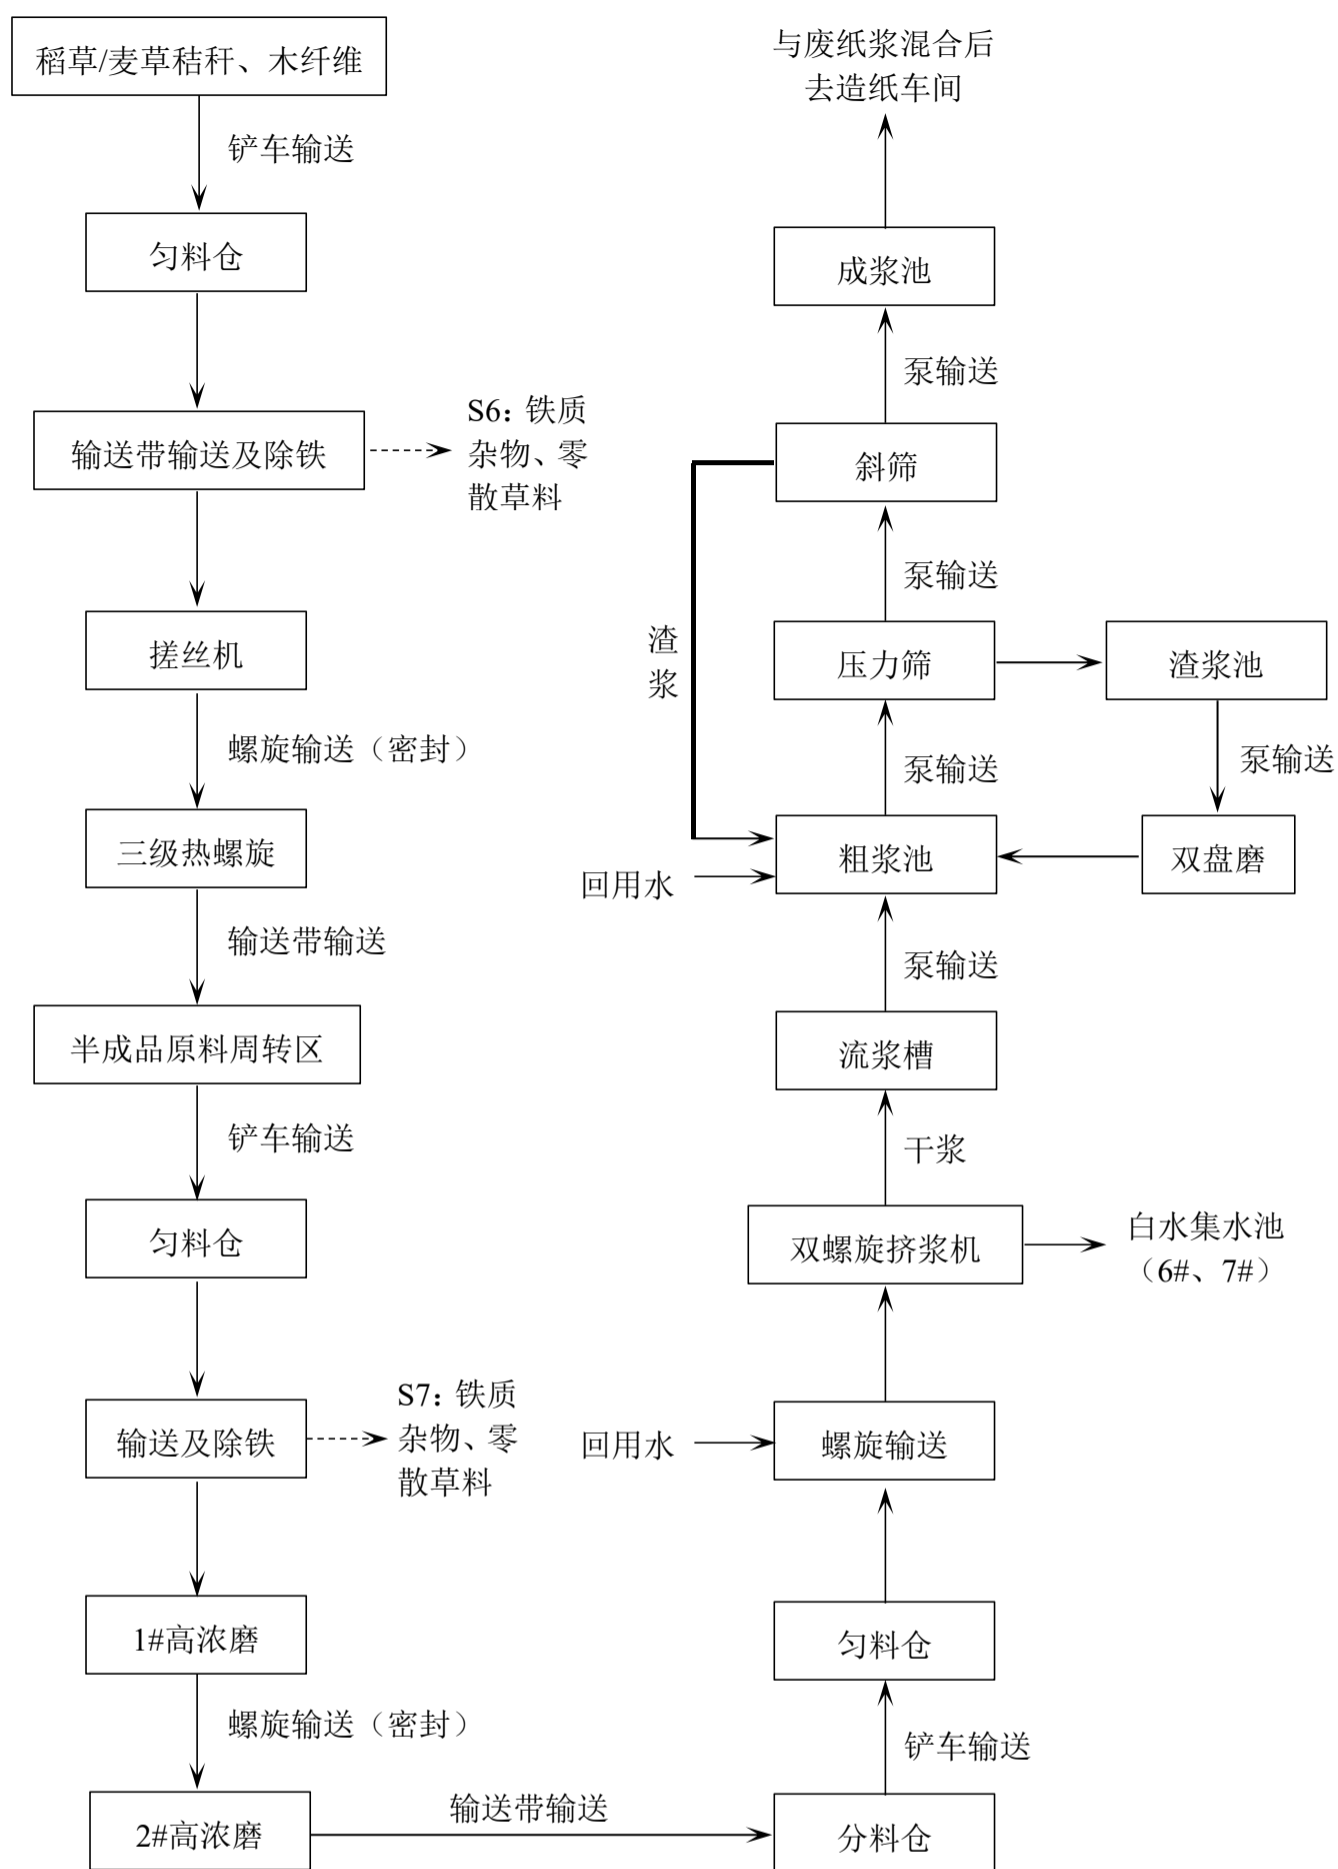 稻草/麦草秸秆、木纤维
铲车输送
匀料仓
输送带输送及除铁
S6：铁质
杂物、零
散草料
搓丝机
螺旋输送（密封）
三级热螺旋
输送带输送
半成品原料周转区
铲车输送
匀料仓
输送及除铁
S7：铁质
杂物、零
散草料
1#高浓磨
螺旋输送（密封）
2#高浓磨
输送带输送
分料仓
铲车输送
匀料仓
回用水
螺旋输送
双螺旋挤浆机
白水集水池
（6#、7#）
干浆
流浆槽
泵输送
回用水
粗浆池
双盘磨
泵输送
泵输送
渣浆池
压力筛
渣
浆
泵输送
斜筛
泵输送
成浆池
与废纸浆混合后
去造纸车间